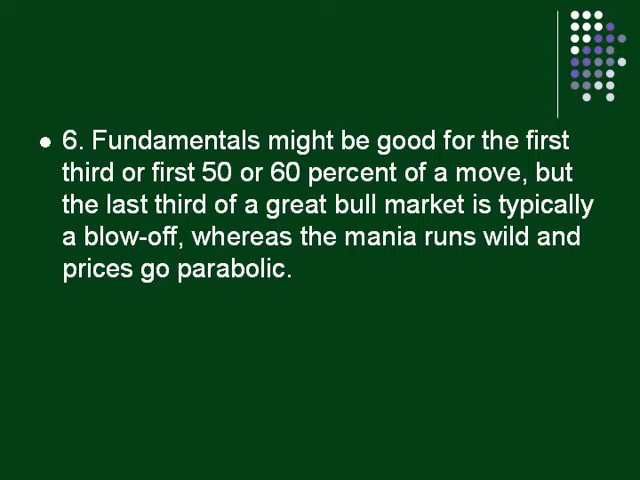 6. Fundamentals might be good for the first
third or first 50 or 60 percent of a move, but
the last third of a great bull market is typically
a blow-off, whereas the mania runs wild and
prices go parabolic.